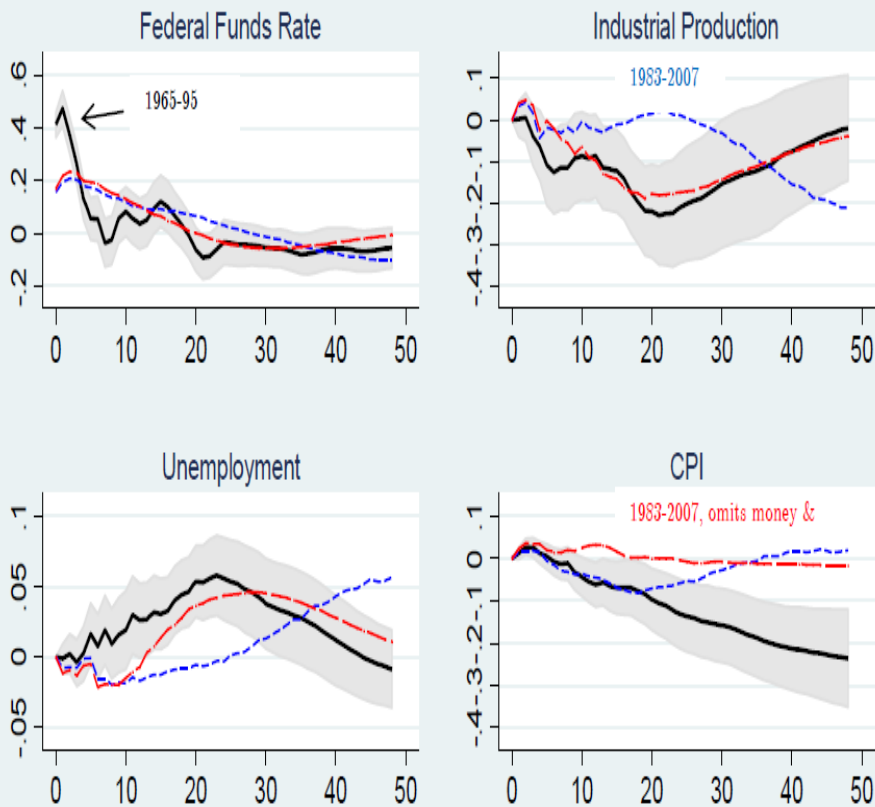 Federal Funds Rate
.6
.4
.2
0
-.2
1965-95
0 10 20 30 40 50
Industrial Production
.1
0
-.1
-.2
-.3
-.4
1983-2007
0 10 20 30 40 50
Unemployment
.1
.05
0
-.05
0 10 20 30 40 50
CPI
.1
0
-.1
-.2
-.3
-.4
1983-2007, omits money &
0 10 20 30 40 50